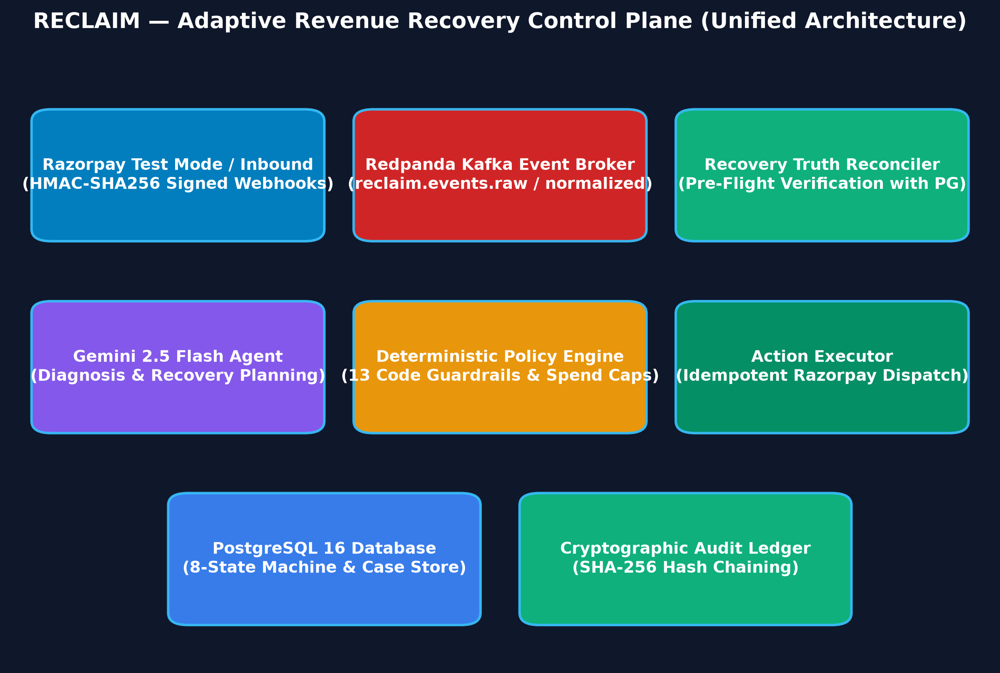 RECLAIM — Adaptive Revenue Recovery Control Plane (Unified Architecture)
Razorpay Test Mode / Inbound
(HMAC-SHA256 Signed Webhooks)
Redpanda Kafka Event Broker
(reclaim.events.raw / normalized)
Recovery Truth Reconciler
(Pre-Flight Verification with PG)
Gemini 2.5 Flash Agent
(Diagnosis & Recovery Planning)
Deterministic Policy Engine
(13 Code Guardrails & Spend Caps)
Action Executor
(Idempotent Razorpay Dispatch)
PostgreSQL 16 Database
(8-State Machine & Case Store)
Cryptographic Audit Ledger
(SHA-256 Hash Chaining)